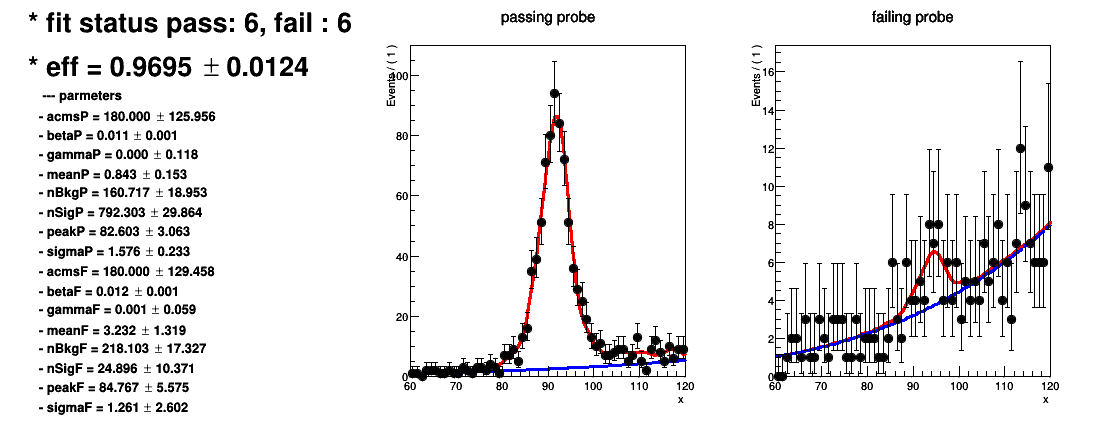 * fit status pass: 6, fail : 6
* eff = 0.9695 ± 0.0124
--- parmeters
- acmsP = 180.000 ± 125.956
- betaP = 0.011 ± 0.001
- gammaP = 0.000 ± 0.118
- meanP = 0.843 ± 0.153
- nBkgP = 160.717 ± 18.953
- nSigP = 792.303 ± 29.864
- peakP = 82.603 ± 3.063
- sigmaP = 1.576 ± 0.233
- acmsF = 180.000 ± 129.458
- betaF = 0.012 ± 0.001
- gammaF = 0.001 ± 0.059
- meanF = 3.232 ± 1.319
- nBkgF = 218.103 ± 17.327
- nSigF = 24.896 ± 10.371
- peakF = 84.767 ± 5.575
- sigmaF = 1.261 ± 2.602
passing probe
Events / ( 1 )
100
80
60
40
20
0
60 70 80 90 100 110 120
x
failing probe
Events / ( 1 )
16
14
12
10
8
6
4
2
0
60 70 80 90 100 110 120
x